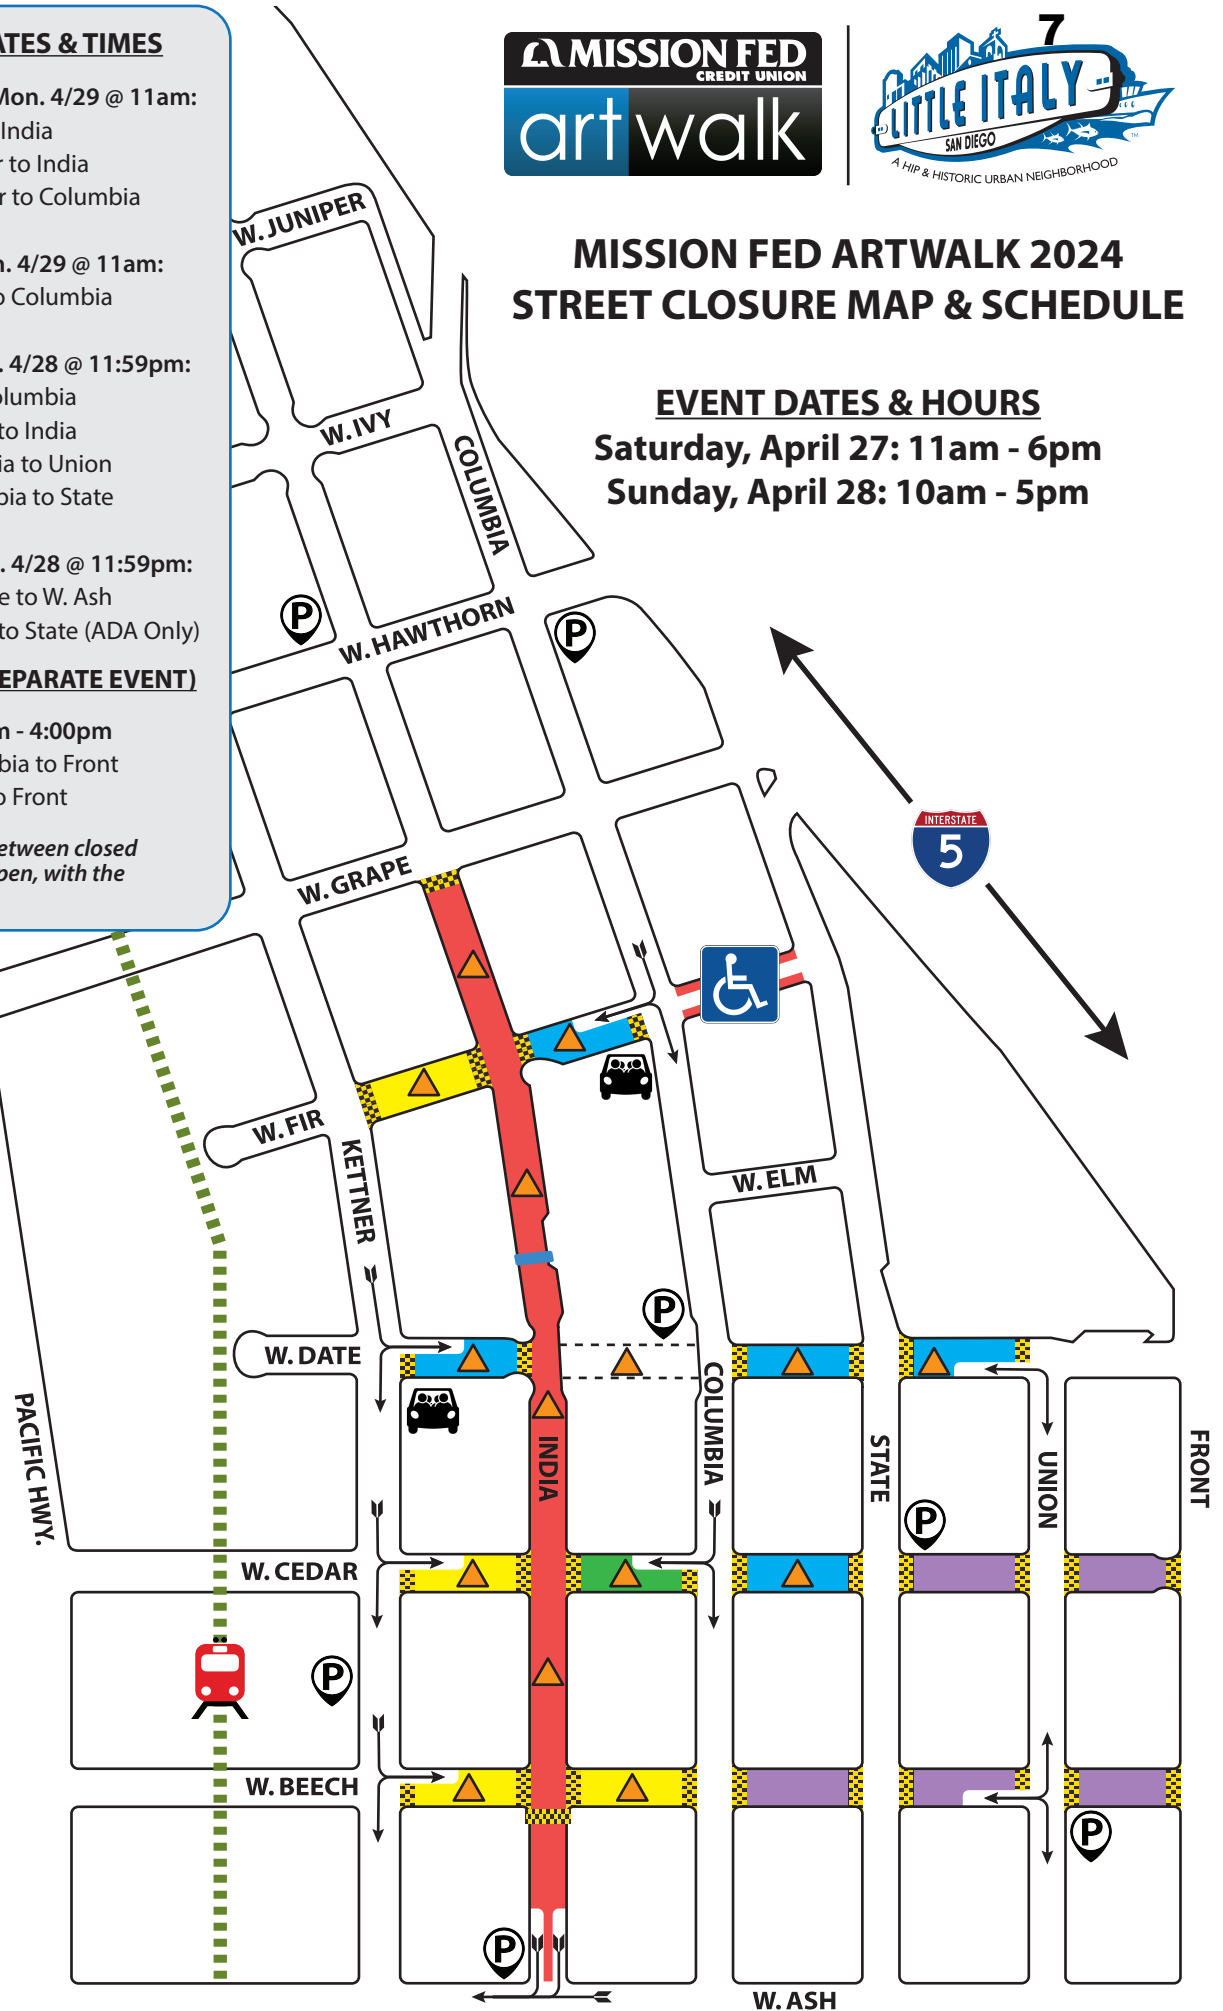 ATES & TIMES
Mon. 4/29 @ 11am:
India
r to India
r to Columbia
n. 4/29 @ 11am:
o Columbia
. 4/28 @ 11:59pm:
olumbia
to India
ia to Union
bia to State
. 4/28 @ 11:59pm:
e to W. Ash
to State (ADA Only)
EPARATE EVENT)
m - 4:00pm
bia to Front
o Front
etween closed
pen, with the
MISSION FED
CREDIT UNION
art walk
7
LITTLE ITALY
SAN DIEGO
TM
A HIP & HISTORIC URBAN NEIGHBORHOOD
MISSION FED ARTWALK 2024
STREET CLOSURE MAP & SCHEDULE
EVENT DATES & HOURS
Saturday, April 27: 11am - 6pm
Sunday, April 28: 10am - 5pm
W. JUNIPER
W. IVY
COLUMBIA
W. HAWTHORN
P
P
INTERSTATE
5
W. GRAPE
W. FIR
KETTNER
W. ELM
P
W. DATE
PACIFIC HWY.
INDIA
COLUMBIA
STATE
UNION
FRONT
P
W. CEDAR
P
W. BEECH
P
P
W. ASH